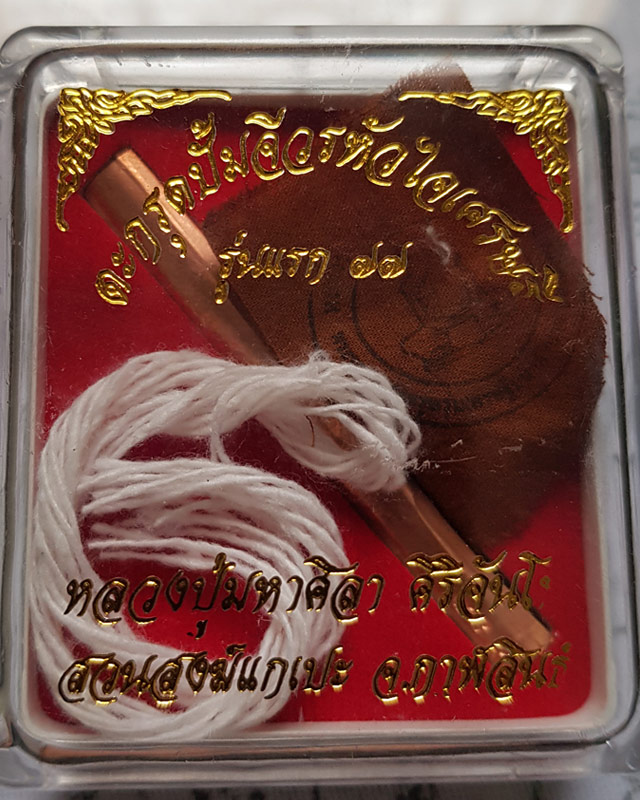 ตะกรุดปั้มจีวรหัวใจเศรษฐี
รุ่นแรก ๗๗
หลวงปู่มหาศิลา ศิริจันโท
สวนสงฆ์แกเปะ จ.กาฬสินธุ์